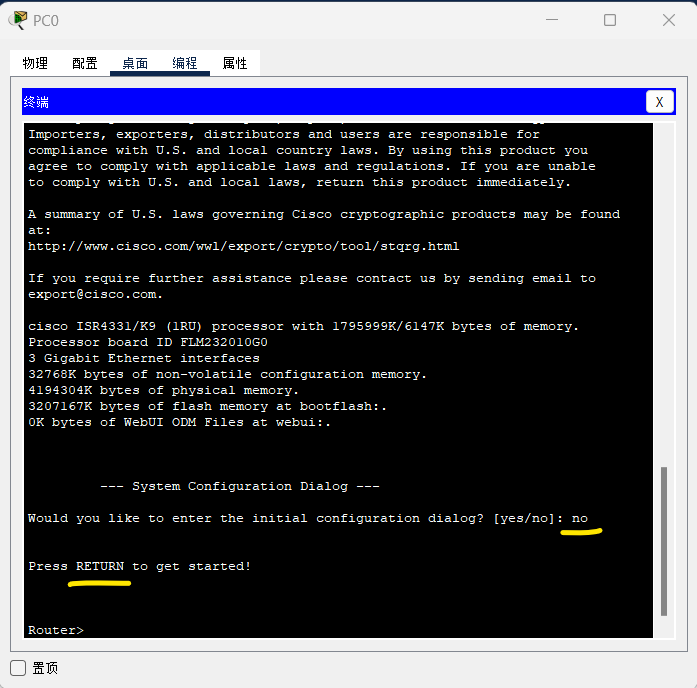 PC0
物理 配置 桌面 编程 属性
终端 X
Importers, exporters, distributors and users are responsible for
compliance with U.S. and local country laws. By using this product you
agree to comply with applicable laws and regulations. If you are unable
to comply with U.S. and local laws, return this product immediately.
A summary of U.S. laws governing Cisco cryptographic products may be found
at:
http://www.cisco.com/wwl/export/crypto/tool/stqrg.html
If you require further assistance please contact us by sending email to
export@cisco.com.
cisco ISR4331/K9 (1RU) processor with 1795999K/6147K bytes of memory.
Processor board ID FLM232010G0
3 Gigabit Ethernet interfaces
32768K bytes of non-volatile configuration memory.
4194304K bytes of physical memory.
3207167K bytes of flash memory at bootflash:.
0K bytes of WebUI ODM Files at webui:.
--- System Configuration Dialog ---
Would you like to enter the initial configuration dialog? [yes/no]: no
Press RETURN to get started!
Router>
置顶